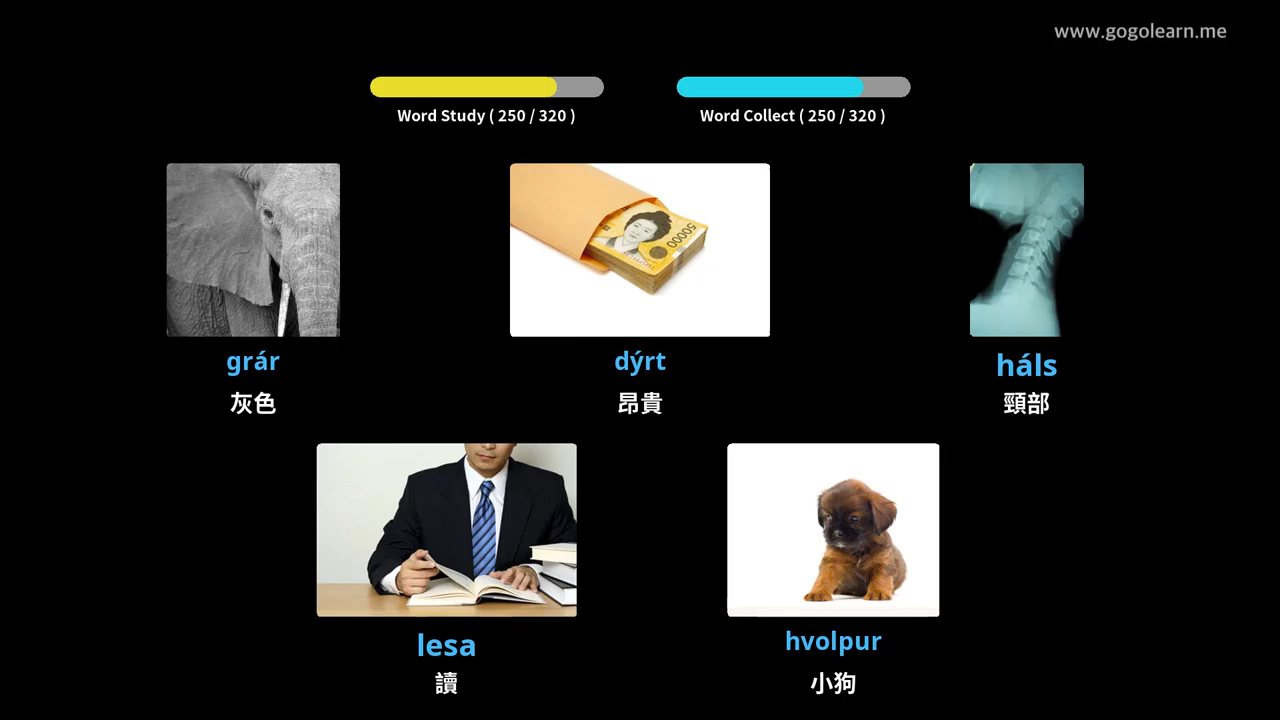 www.gogolearn.me
Word Study ( 250 / 320 )
Word Collect ( 250 / 320 )
50000
grár
灰色
dýrt
昂貴
háls
頸部
lesa
讀
hvolpur
小狗